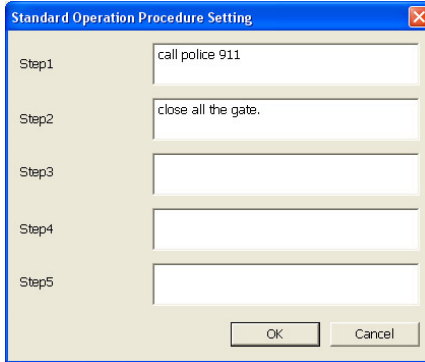 Standard Operation Procedure Setting
Step1
call police 911
Step2
close all the gate.
Step3
Step4
Step5
OK
Cancel